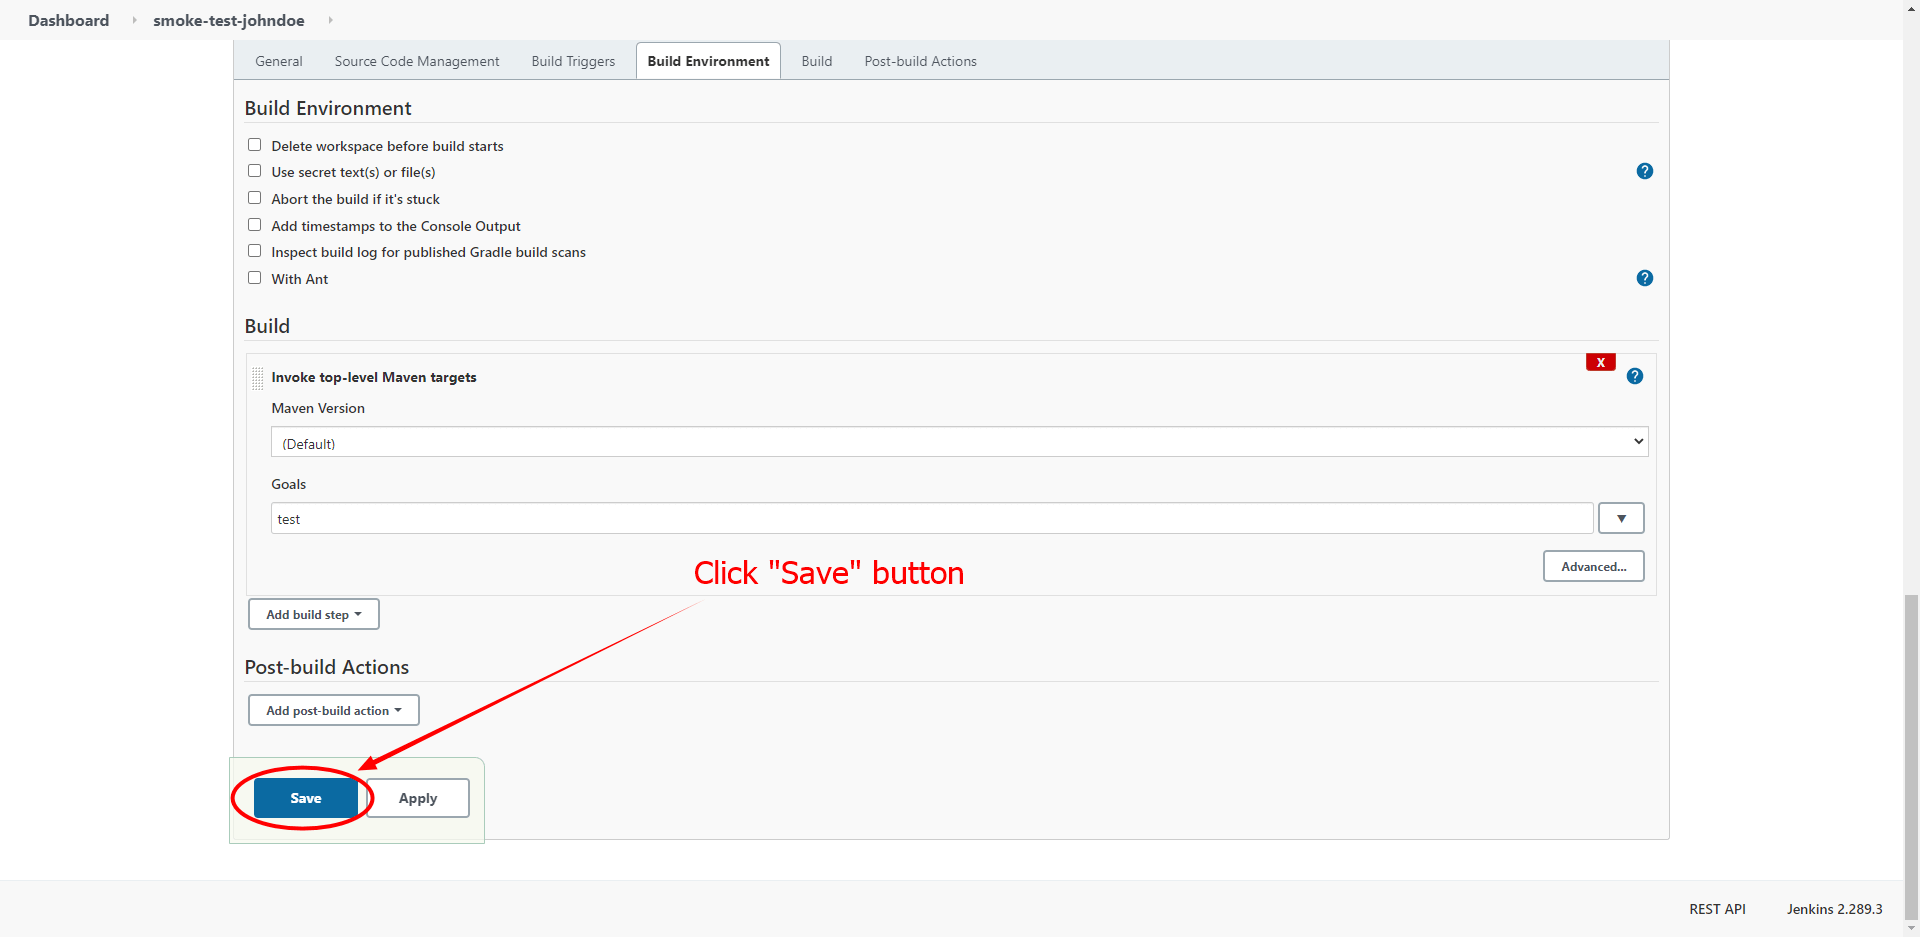 Dashboard smoke-test-johndoe
General Source Code Management Build Triggers Build Environment Build Post-build Actions
Build Environment
Delete workspace before build starts
Use secret text(s) or file(s) ?
Abort the build if it's stuck
Add timestamps to the Console Output
Inspect build log for published Gradle build scans
With Ant ?
Build
X
Invoke top-level Maven targets ?
Maven Version
(Default)
Goals
test
Click "Save" button
Advanced...
Add build step
Post-build Actions
Add post-build action
Save Apply
REST API Jenkins 2.289.3